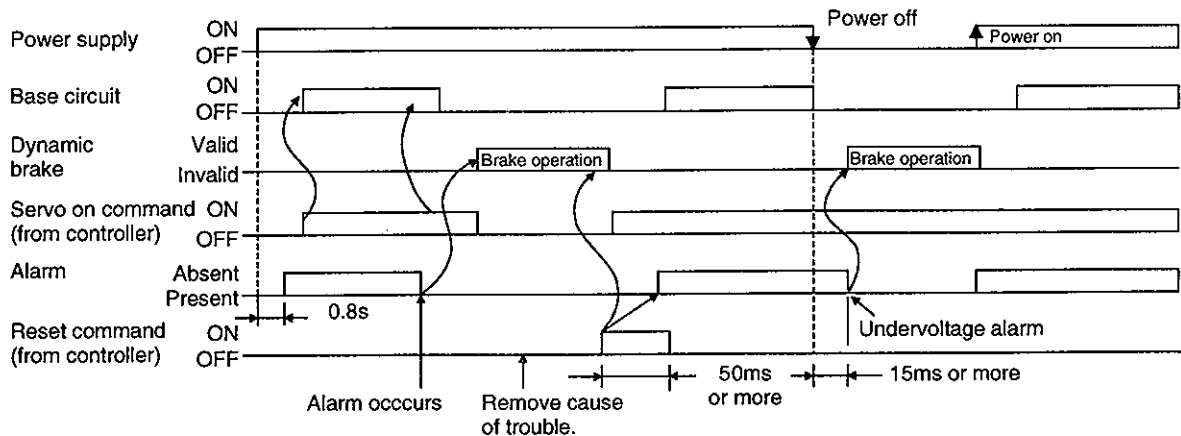 Power supply
ON
OFF
Power off
Power on
Base circuit
ON
OFF
Dynamic
brake
Valid
Invalid
Brake operation
Brake operation
Servo on command
(from controller)
ON
OFF
Alarm
Absent
Present
0.8s
Undervoltage alarm
Reset command
(from controller)
ON
OFF
50ms
or more
15ms or more
Alarm occcurs
Remove cause
of trouble.